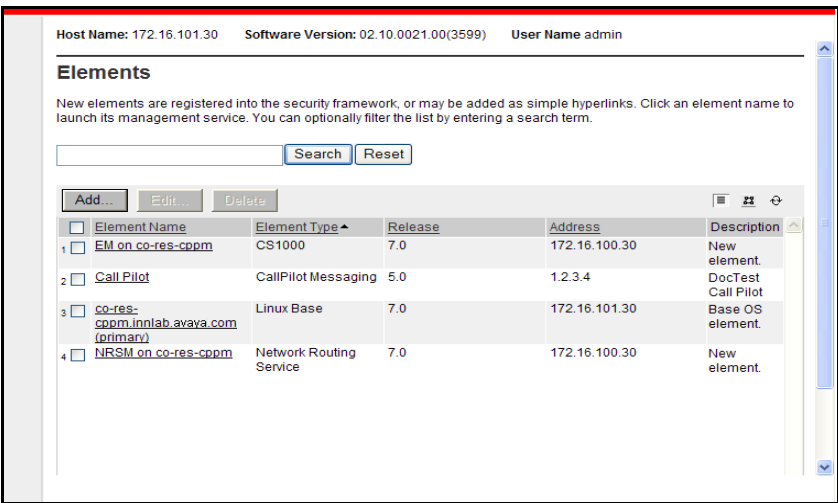 Host Name: 172.16.101.30 Software Version: 02.10.0021.00(3599) User Name admin
Elements
New elements are registered into the security framework, or may be added as simple hyperlinks. Click an element name to
launch its management service. You can optionally filter the list by entering a search term.
Search Reset
Add... Edit... Delete
Element Name Element Type Release Address Description
1 EM on co-res-cppm CS1000 7.0 172.16.100.30 New
element.
2 Call Pilot CallPilot Messaging 5.0 1.2.3.4 DocTest
Call Pilot
3 co-res- Linux Base 7.0 172.16.101.30 Base OS
cppm.innlab.avaya.com element.
(primary)
4 NRSM on co-res-cppm Network Routing 7.0 172.16.100.30 New
Service element.